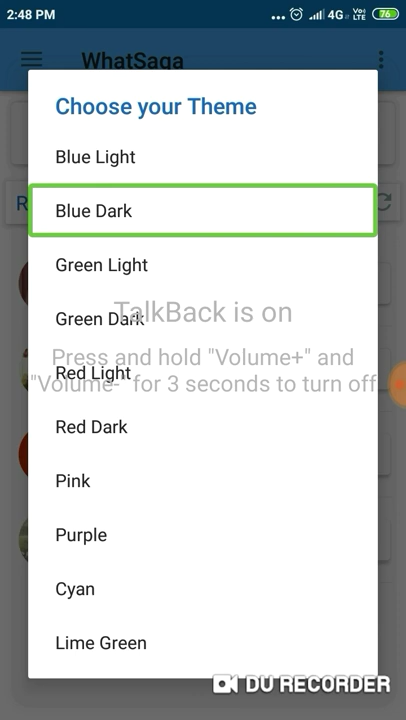 2:48 PM
4G
Vo LTE
76
WhatSaga
Choose your Theme
Blue Light
R
Blue Dark
Green Light
TalkBack is on
Green Dark
Press and hold "Volume+" and
"Volume-" for 3 seconds to turn off
Red Light
Red Dark
Pink
Purple
Cyan
Lime Green
DU RECORDER